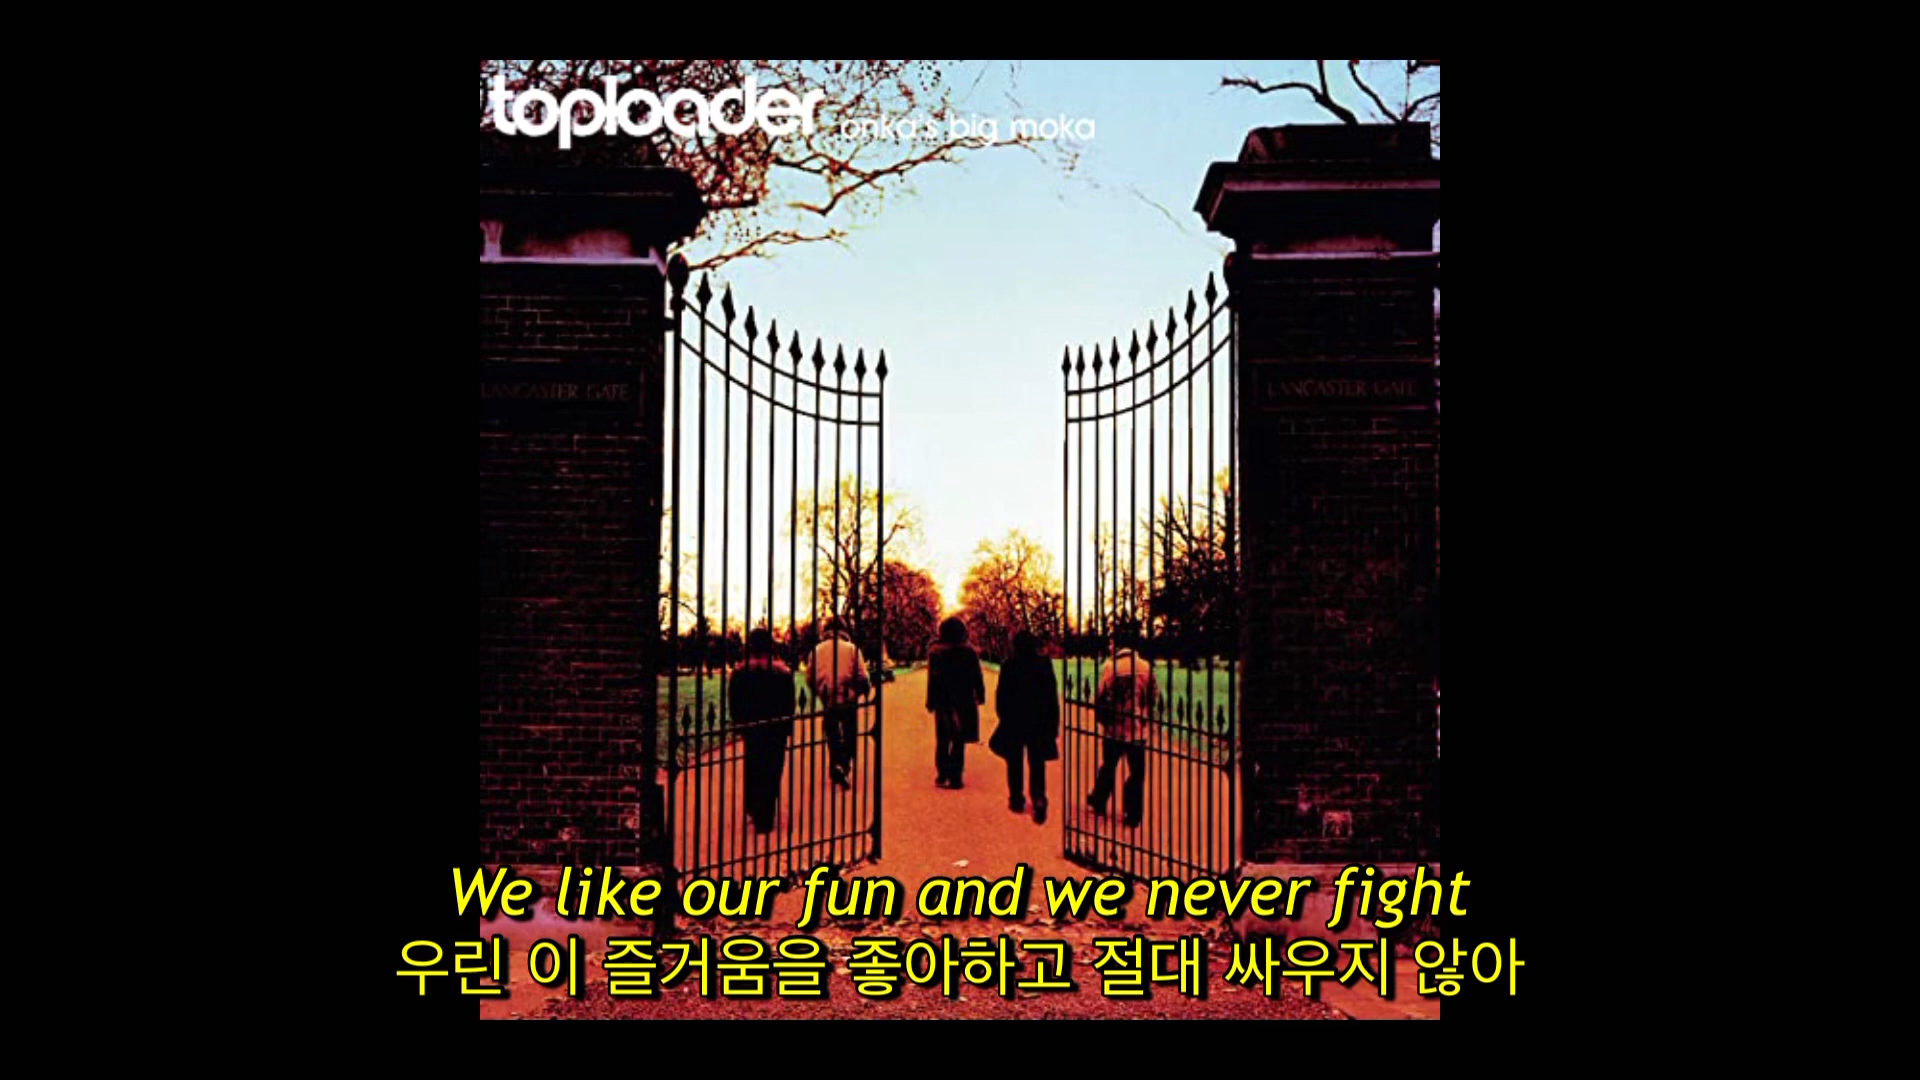 toploader onka's big moka
LANCASTER GATE
LANCASTER GATE
We like our fun and we never fight
우린 이 즐거움을 좋아하고 절대 싸우지 않아